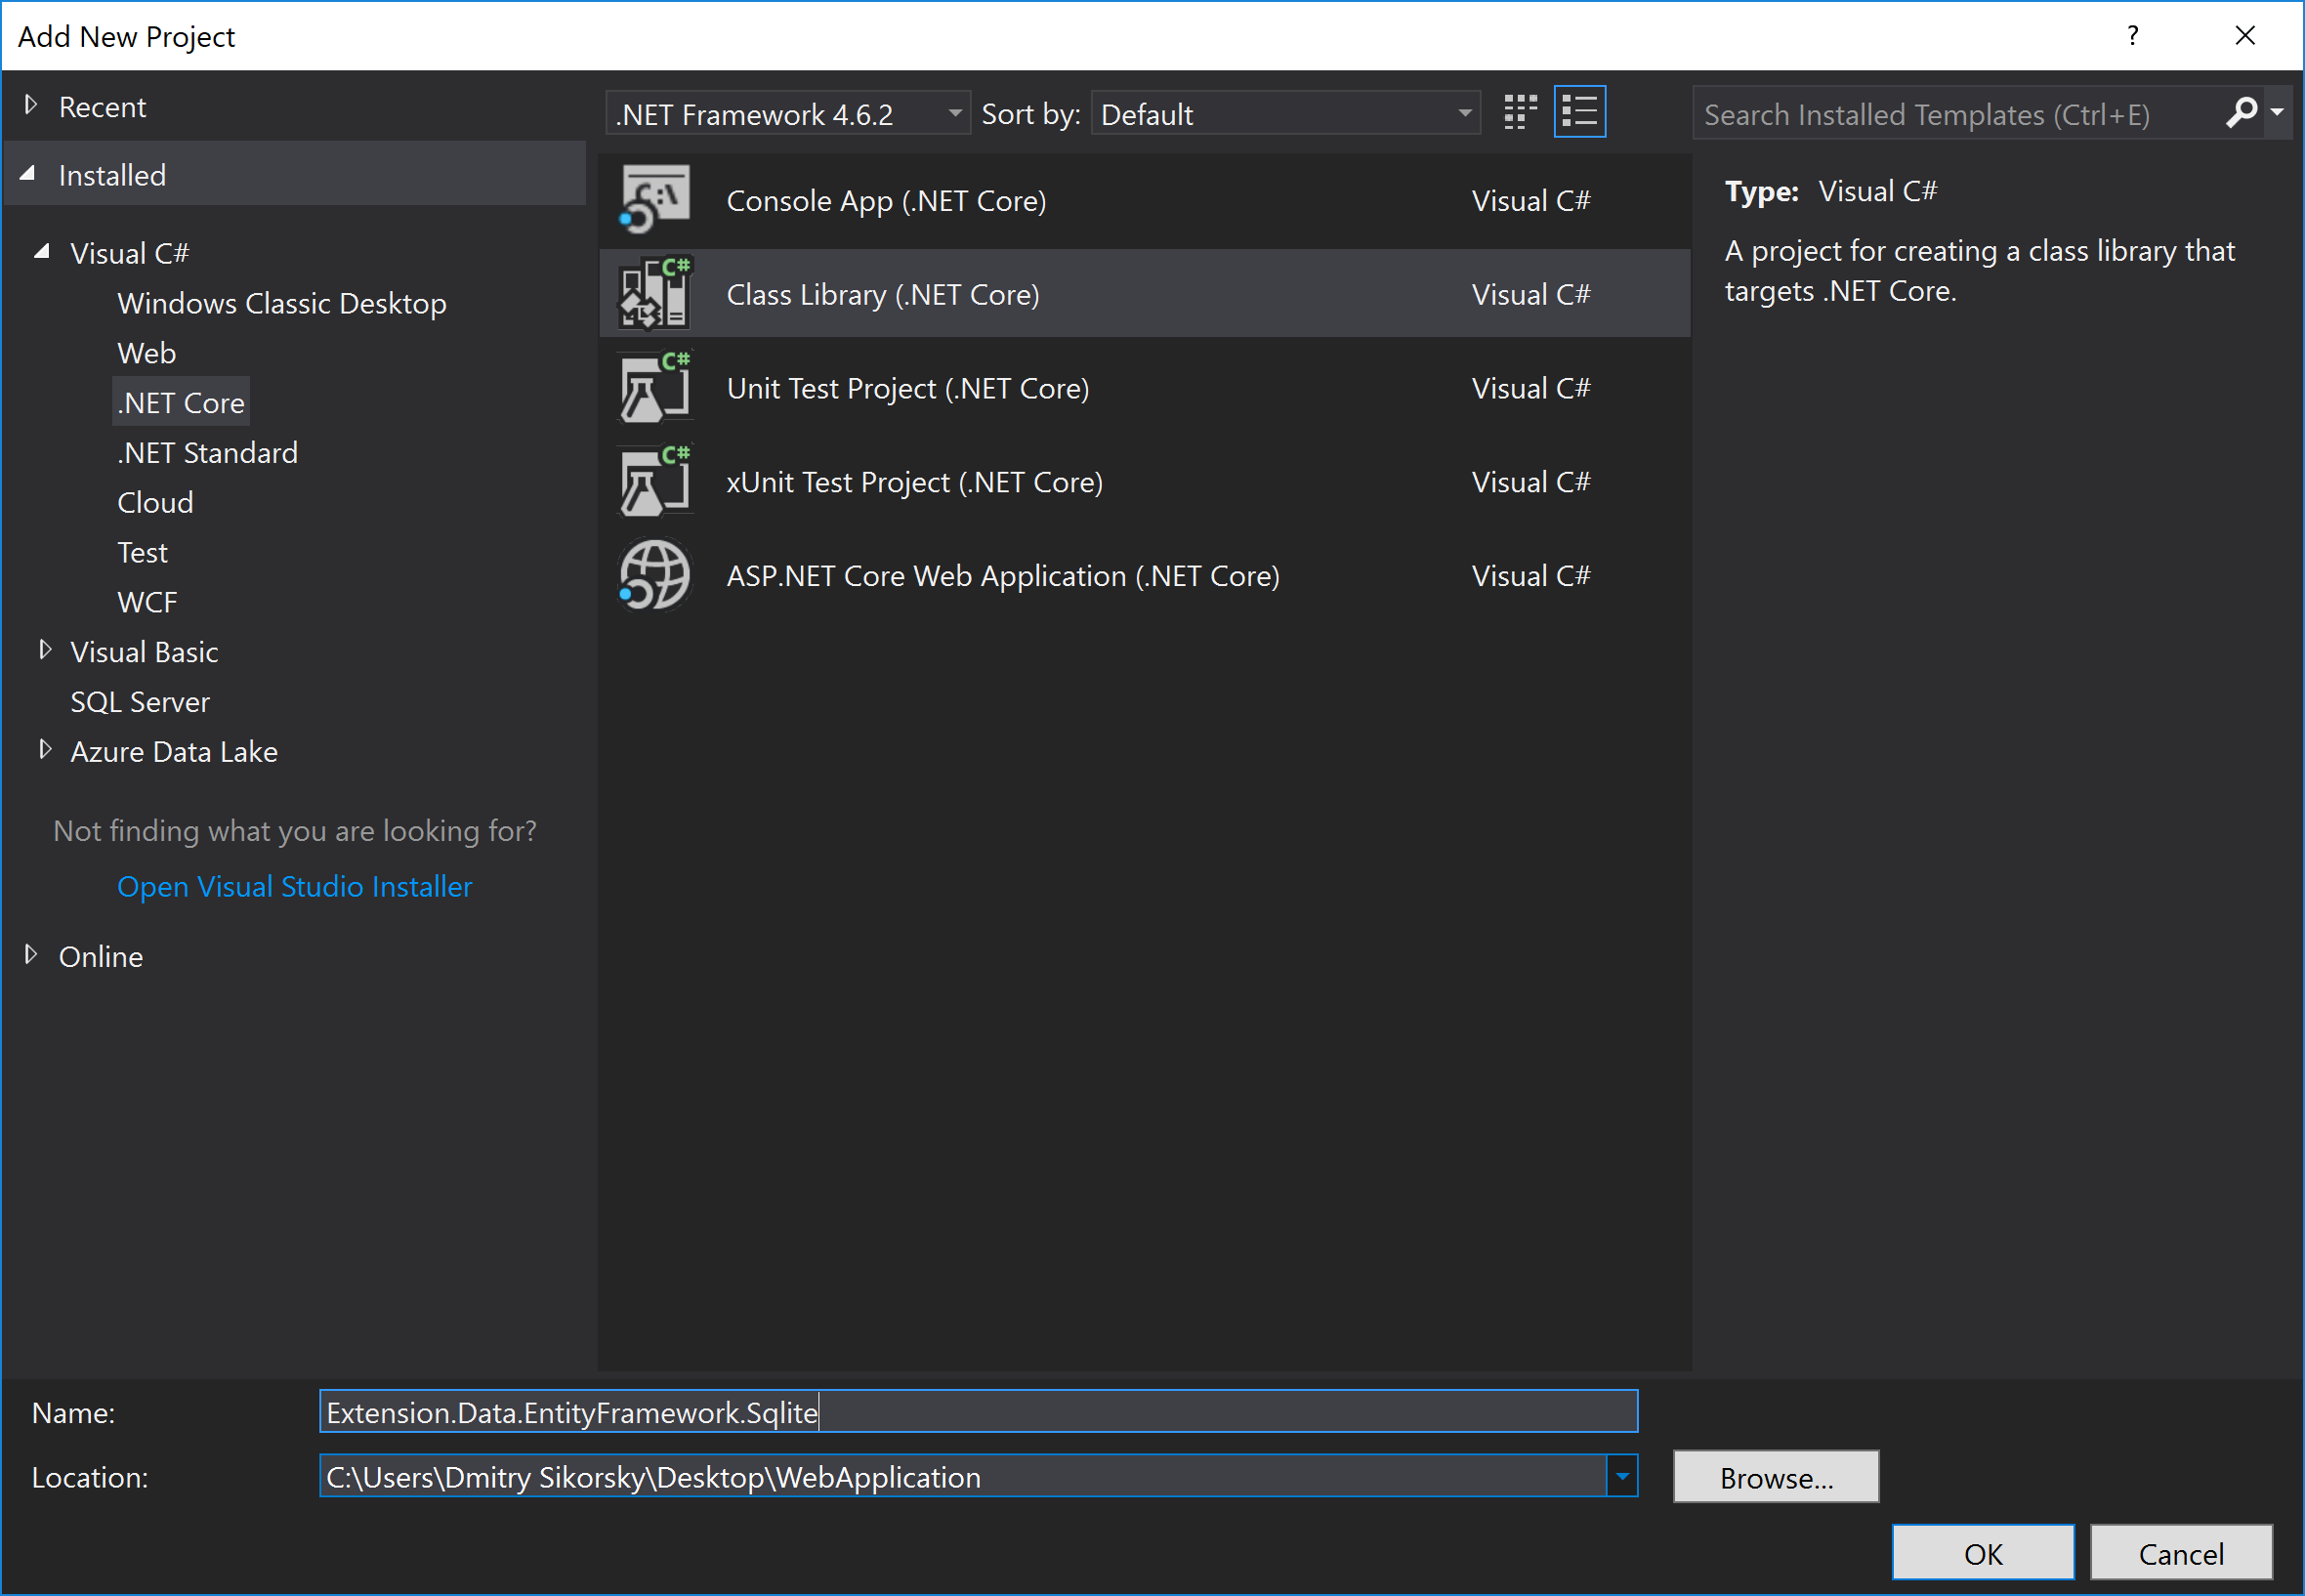 Add New Project
?
Recent
Installed
Visual C#
Windows Classic Desktop
Web
.NET Core
.NET Standard
Cloud
Test
WCF
Visual Basic
SQL Server
Azure Data Lake
Not finding what you are looking for?
Open Visual Studio Installer
Online
.NET Framework 4.6.2
Sort by:
Default
C:\
Console App (.NET Core)
Visual C#
C#
Class Library (.NET Core)
Visual C#
C#
Unit Test Project (.NET Core)
Visual C#
C#
xUnit Test Project (.NET Core)
Visual C#
ASP.NET Core Web Application (.NET Core)
Visual C#
Search Installed Templates (Ctrl+E)
Type: Visual C#
A project for creating a class library that
targets .NET Core.
Name:
Extension.Data.EntityFramework.Sqlite
Location:
C:\Users\Dmitry Sikorsky\Desktop\WebApplication
Browse...
OK
Cancel